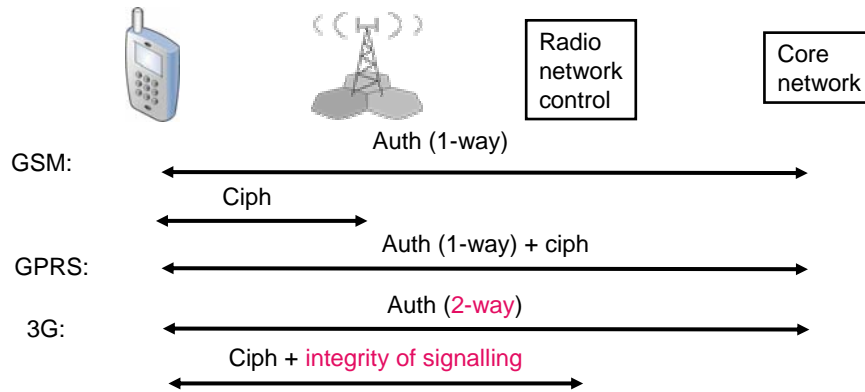 Radio
network
control
Core
network
Auth (1-way)
GSM:
Ciph
Auth (1-way) + ciph
GPRS:
Auth (2-way)
3G:
Ciph + integrity of signalling